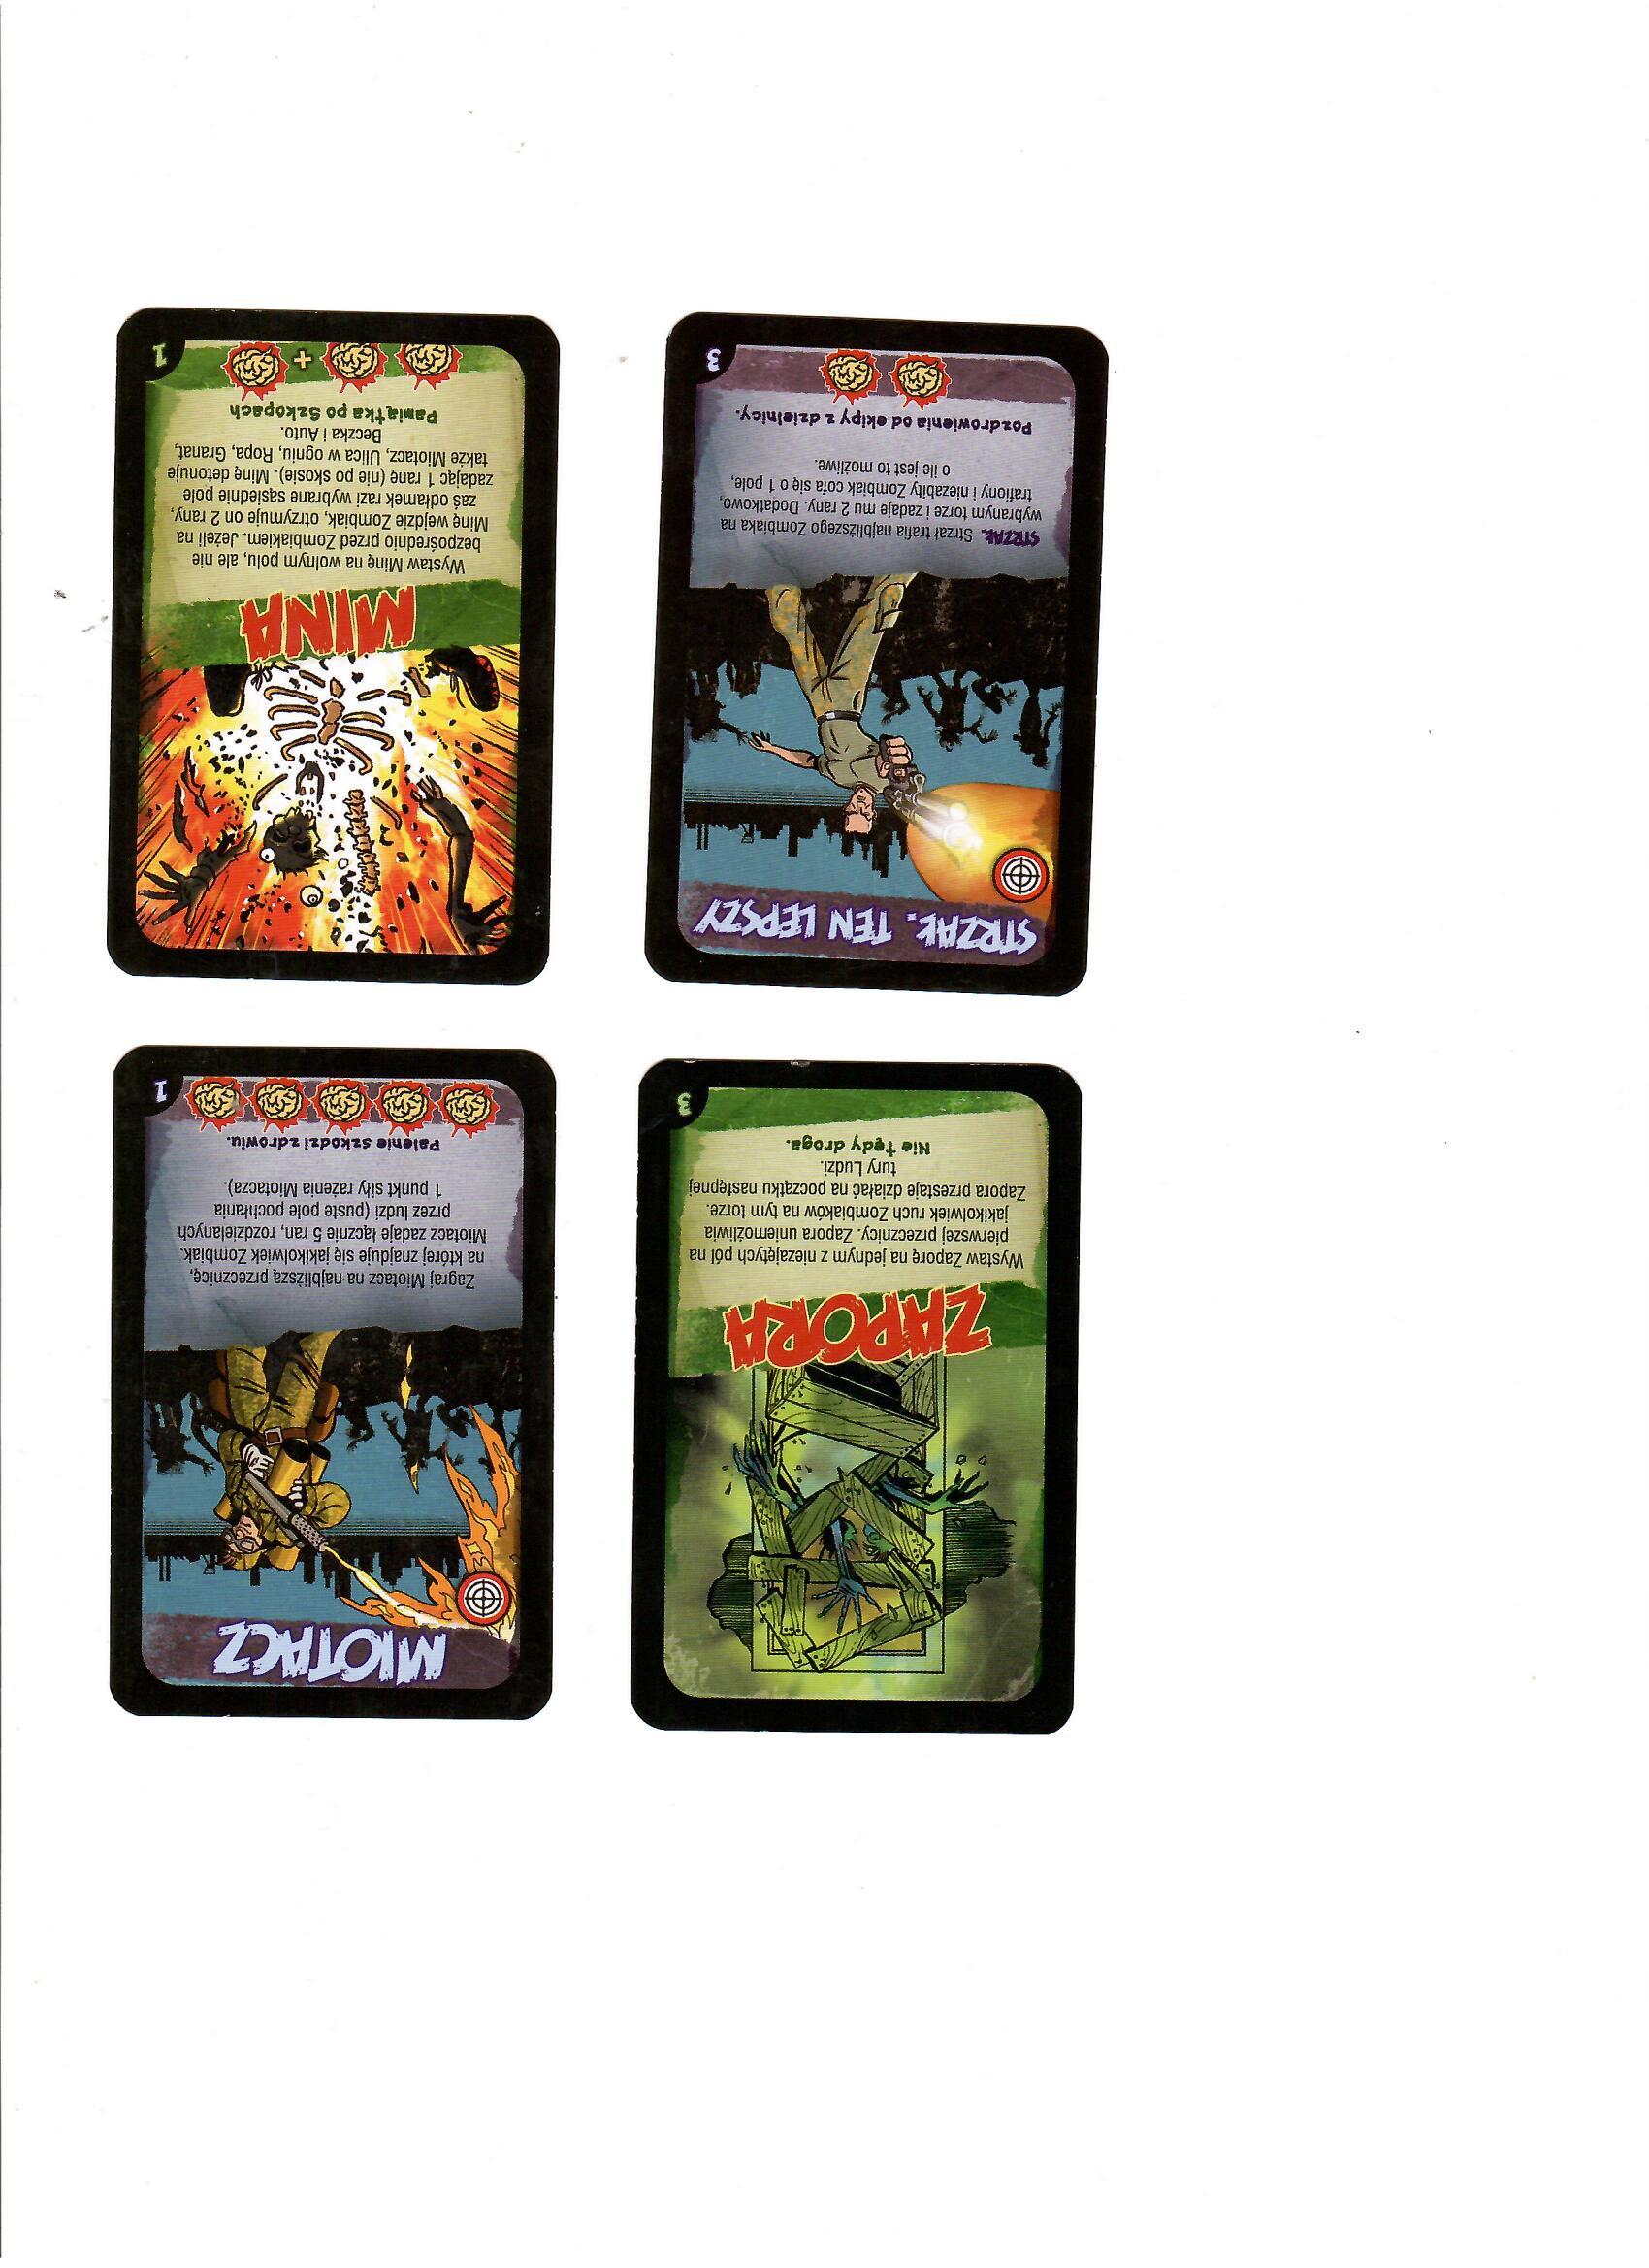 ZAPORA
Wystaw Zaporę na jednym z niezajętych pól na
pierwszej przecznicy. Zapora uniemożliwia
jakikolwiek ruch Zombiaków na tym torze.
Zapora przestaje działać na początku następnej
tury Ludzi.
Nie tędy droga.
3
MIOTACZ
Zagraj Miotacz na najbliższą przecznicę,
na której znajduje się jakikolwiek Zombiak.
Miotacz zadaje łącznie 5 ran, rozdzielanych
przez ludzi (puste pole pochłania
1 punkt siły rażenia Miotacza).
Palenie szkodzi zdrowiu.
1
STRZAŁ. TEN LEPSZY
STRZAŁ. Strzał trafia najbliższego Zombiaka na
wybranym torze i zadaje mu 2 rany. Dodatkowo,
trafiony i niezabity Zombiak cofa się o 1 pole,
o ile jest to możliwe.
Pozdrowienia od ekipy z dzielnicy.
3
MINA
Wystaw Minę na wolnym polu, ale nie
bezpośrednio przed Zombiakiem. Jeżeli na
Minę wejdzie Zombiak, otrzymuje on 2 rany,
zaś odłamek razi wybrane sąsiednie pole
zadając 1 ranę (nie po skosie). Minę detonuje
także Miotacz, Ulica w ogniu, Ropa, Granat,
Beczka i Auto.
Pamiątka po Szkopach
+
1